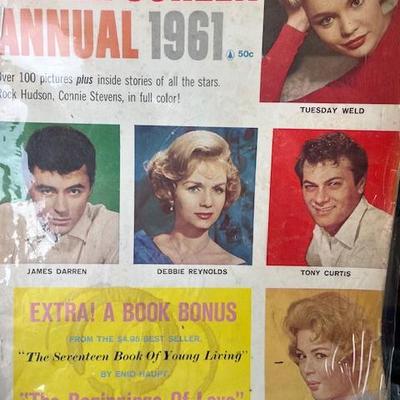 ANNUAL 1961
50c
Over 100 pictures plus inside stories of all the stars.
Rock Hudson, Connie Stevens, in full color!
TUESDAY WELD
JAMES DARREN
DEBBIE REYNOLDS
TONY CURTIS
EXTRA! A BOOK BONUS
FROM THE $4.95 BEST SELLER,
"The Seventeen Book Of Young Living"
BY ENID HAUPT,
"The Beginnings Of Love"